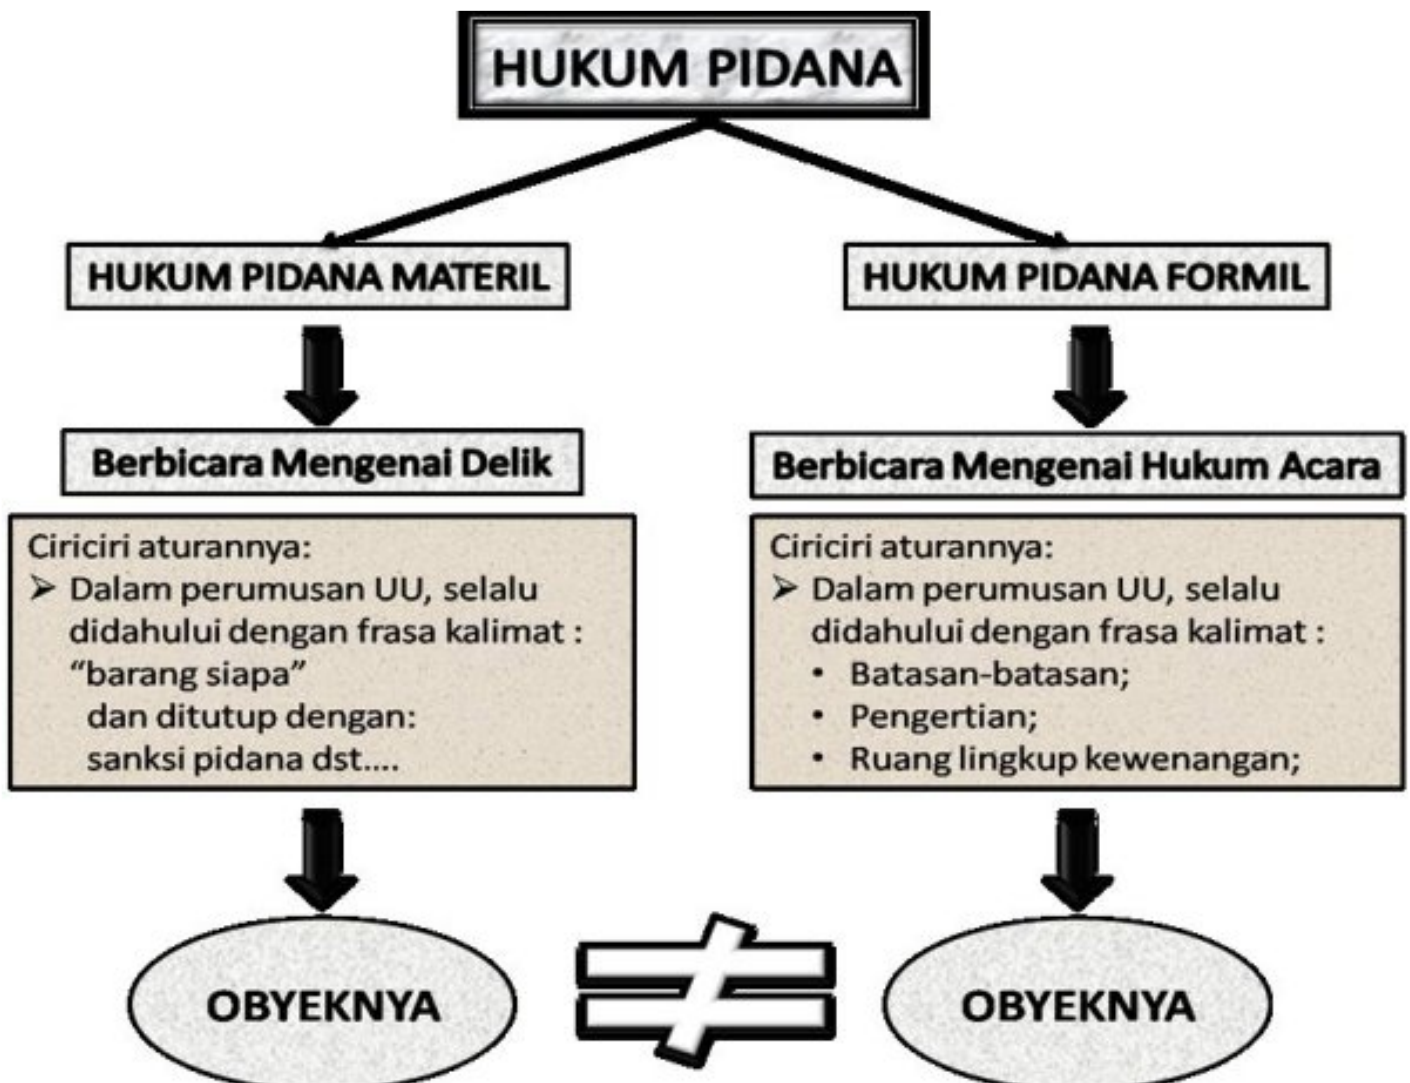 HUKUM PIDANA
HUKUM PIDANA MATERIL
Berbicara Mengenai Delik
Ciriciri aturannya:
➢ Dalam perumusan UU, selalu
didahului dengan frasa kalimat :
“barang siapa”
dan ditutup dengan:
sanksi pidana dst....
OBYEKNYA
HUKUM PIDANA FORMIL
Berbicara Mengenai Hukum Acara
Ciriciri aturannya:
➢ Dalam perumusan UU, selalu
didahului dengan frasa kalimat :
• Batasan-batasan;
• Pengertian;
• Ruang lingkup kewenangan;
OBYEKNYA